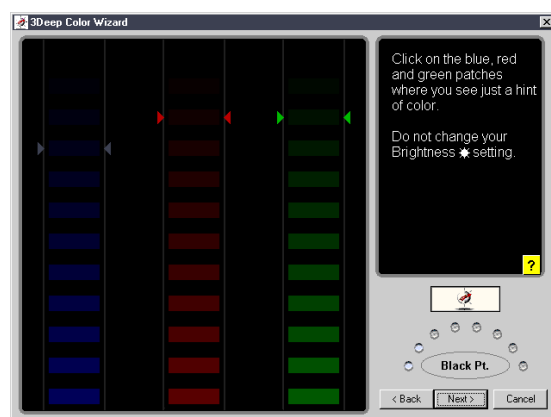 3Deep Color Wizard
Click on the blue, red
and green patches
where you see just a hint
of color.
Do not change your
Brightness setting.
?
Black Pt.
< Back
Next >
Cancel